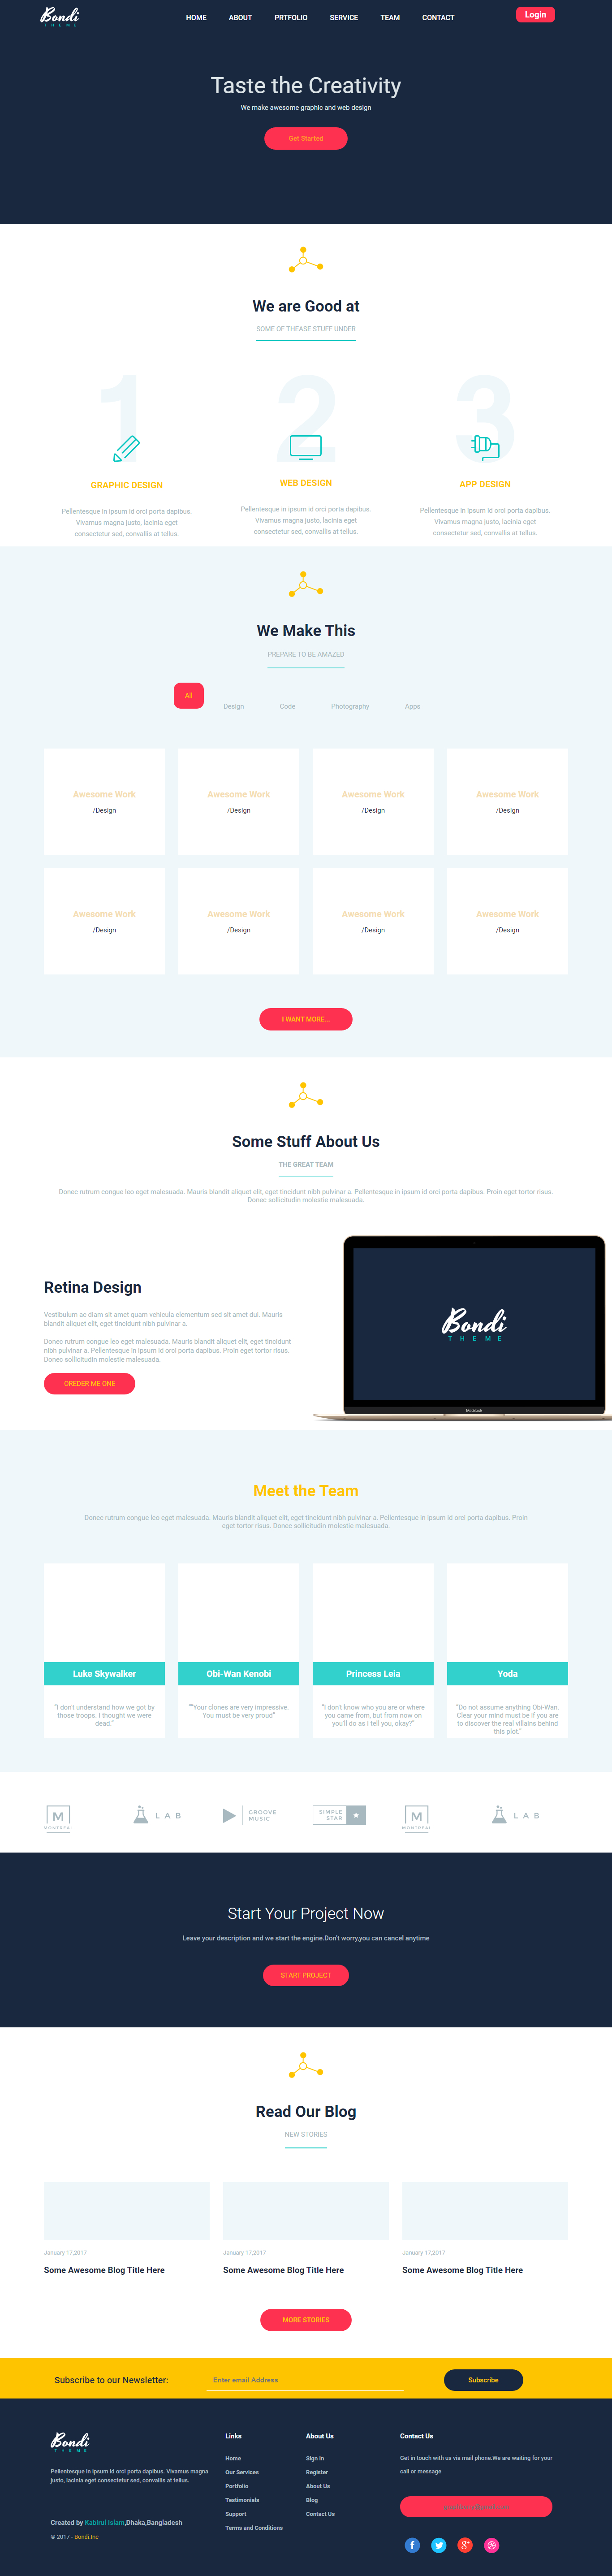 Bondi
THEME
HOME ABOUT PRTFOLIO SERVICE TEAM CONTACT
Login
Taste the Creativity
We make awesome graphic and web design
Get Started
We are Good at
SOME OF THEASE STUFF UNDER
1
GRAPHIC DESIGN
Pellentesque in ipsum id orci porta dapibus.
Vivamus magna justo, lacinia eget
consectetur sed, convallis at tellus.
2
WEB DESIGN
Pellentesque in ipsum id orci porta dapibus.
Vivamus magna justo, lacinia eget
consectetur sed, convallis at tellus.
3
APP DESIGN
Pellentesque in ipsum id orci porta dapibus.
Vivamus magna justo, lacinia eget
consectetur sed, convallis at tellus.
We Make This
PREPARE TO BE AMAZED
All Design Code Photography Apps
Awesome Work
/Design
Awesome Work
/Design
Awesome Work
/Design
Awesome Work
/Design
Awesome Work
/Design
Awesome Work
/Design
Awesome Work
/Design
Awesome Work
/Design
I WANT MORE...
Some Stuff About Us
THE GREAT TEAM
Donec rutrum congue leo eget malesuada. Mauris blandit aliquet elit, eget tincidunt nibh pulvinar a. Pellentesque in ipsum id orci porta dapibus. Proin eget tortor risus.
Donec sollicitudin molestie malesuada.
Retina Design
Vestibulum ac diam sit amet quam vehicula elementum sed sit amet dui. Mauris
blandit aliquet elit, eget tincidunt nibh pulvinar a.
Donec rutrum congue leo eget malesuada. Mauris blandit aliquet elit, eget tincidunt
nibh pulvinar a. Pellentesque in ipsum id orci porta dapibus. Proin eget tortor risus.
Donec sollicitudin molestie malesuada.
OREDER ME ONE
Bondi
THEME
MacBook
Meet the Team
Donec rutrum congue leo eget malesuada. Mauris blandit aliquet elit, eget tincidunt nibh pulvinar a. Pellentesque in ipsum id orci porta dapibus. Proin
eget tortor risus. Donec sollicitudin molestie malesuada.
Luke Skywalker
"I don't understand how we got by
those troops. I thought we were
dead."
Obi-Wan Kenobi
""Your clones are very impressive.
You must be very proud"
Princess Leia
"I don't know who you are or where
you came from, but from now on
you'll do as I tell you, okay?"
Yoda
"Do not assume anything Obi-Wan.
Clear your mind must be if you are
to discover the real villains behind
this plot."
M
MONTREAL
LAB
GROOVE
MUSIC
SIMPLE
STAR
M
MONTREAL
LAB
Start Your Project Now
Leave your description and we start the engine.Don't worry,you can cancel anytime
START PROJECT
Read Our Blog
NEW STORIES
January 17,2017
Some Awesome Blog Title Here
January 17,2017
Some Awesome Blog Title Here
January 17,2017
Some Awesome Blog Title Here
MORE STORIES
Subscribe to our Newsletter:
Enter email Address
Subscribe
Bondi
THEME
Pellentesque in ipsum id orci porta dapibus. Vivamus magna
justo, lacinia eget consectetur sed, convallis at tellus.
Created by Kabirul Islam,Dhaka,Bangladesh
© 2017 - Bondi.Inc
Links
Home
Our Services
Portfolio
Testimonials
Support
Terms and Conditions
About Us
Sign In
Register
About Us
Blog
Contact Us
Contact Us
Get in touch with us via mail phone.We are waiting for your
call or message